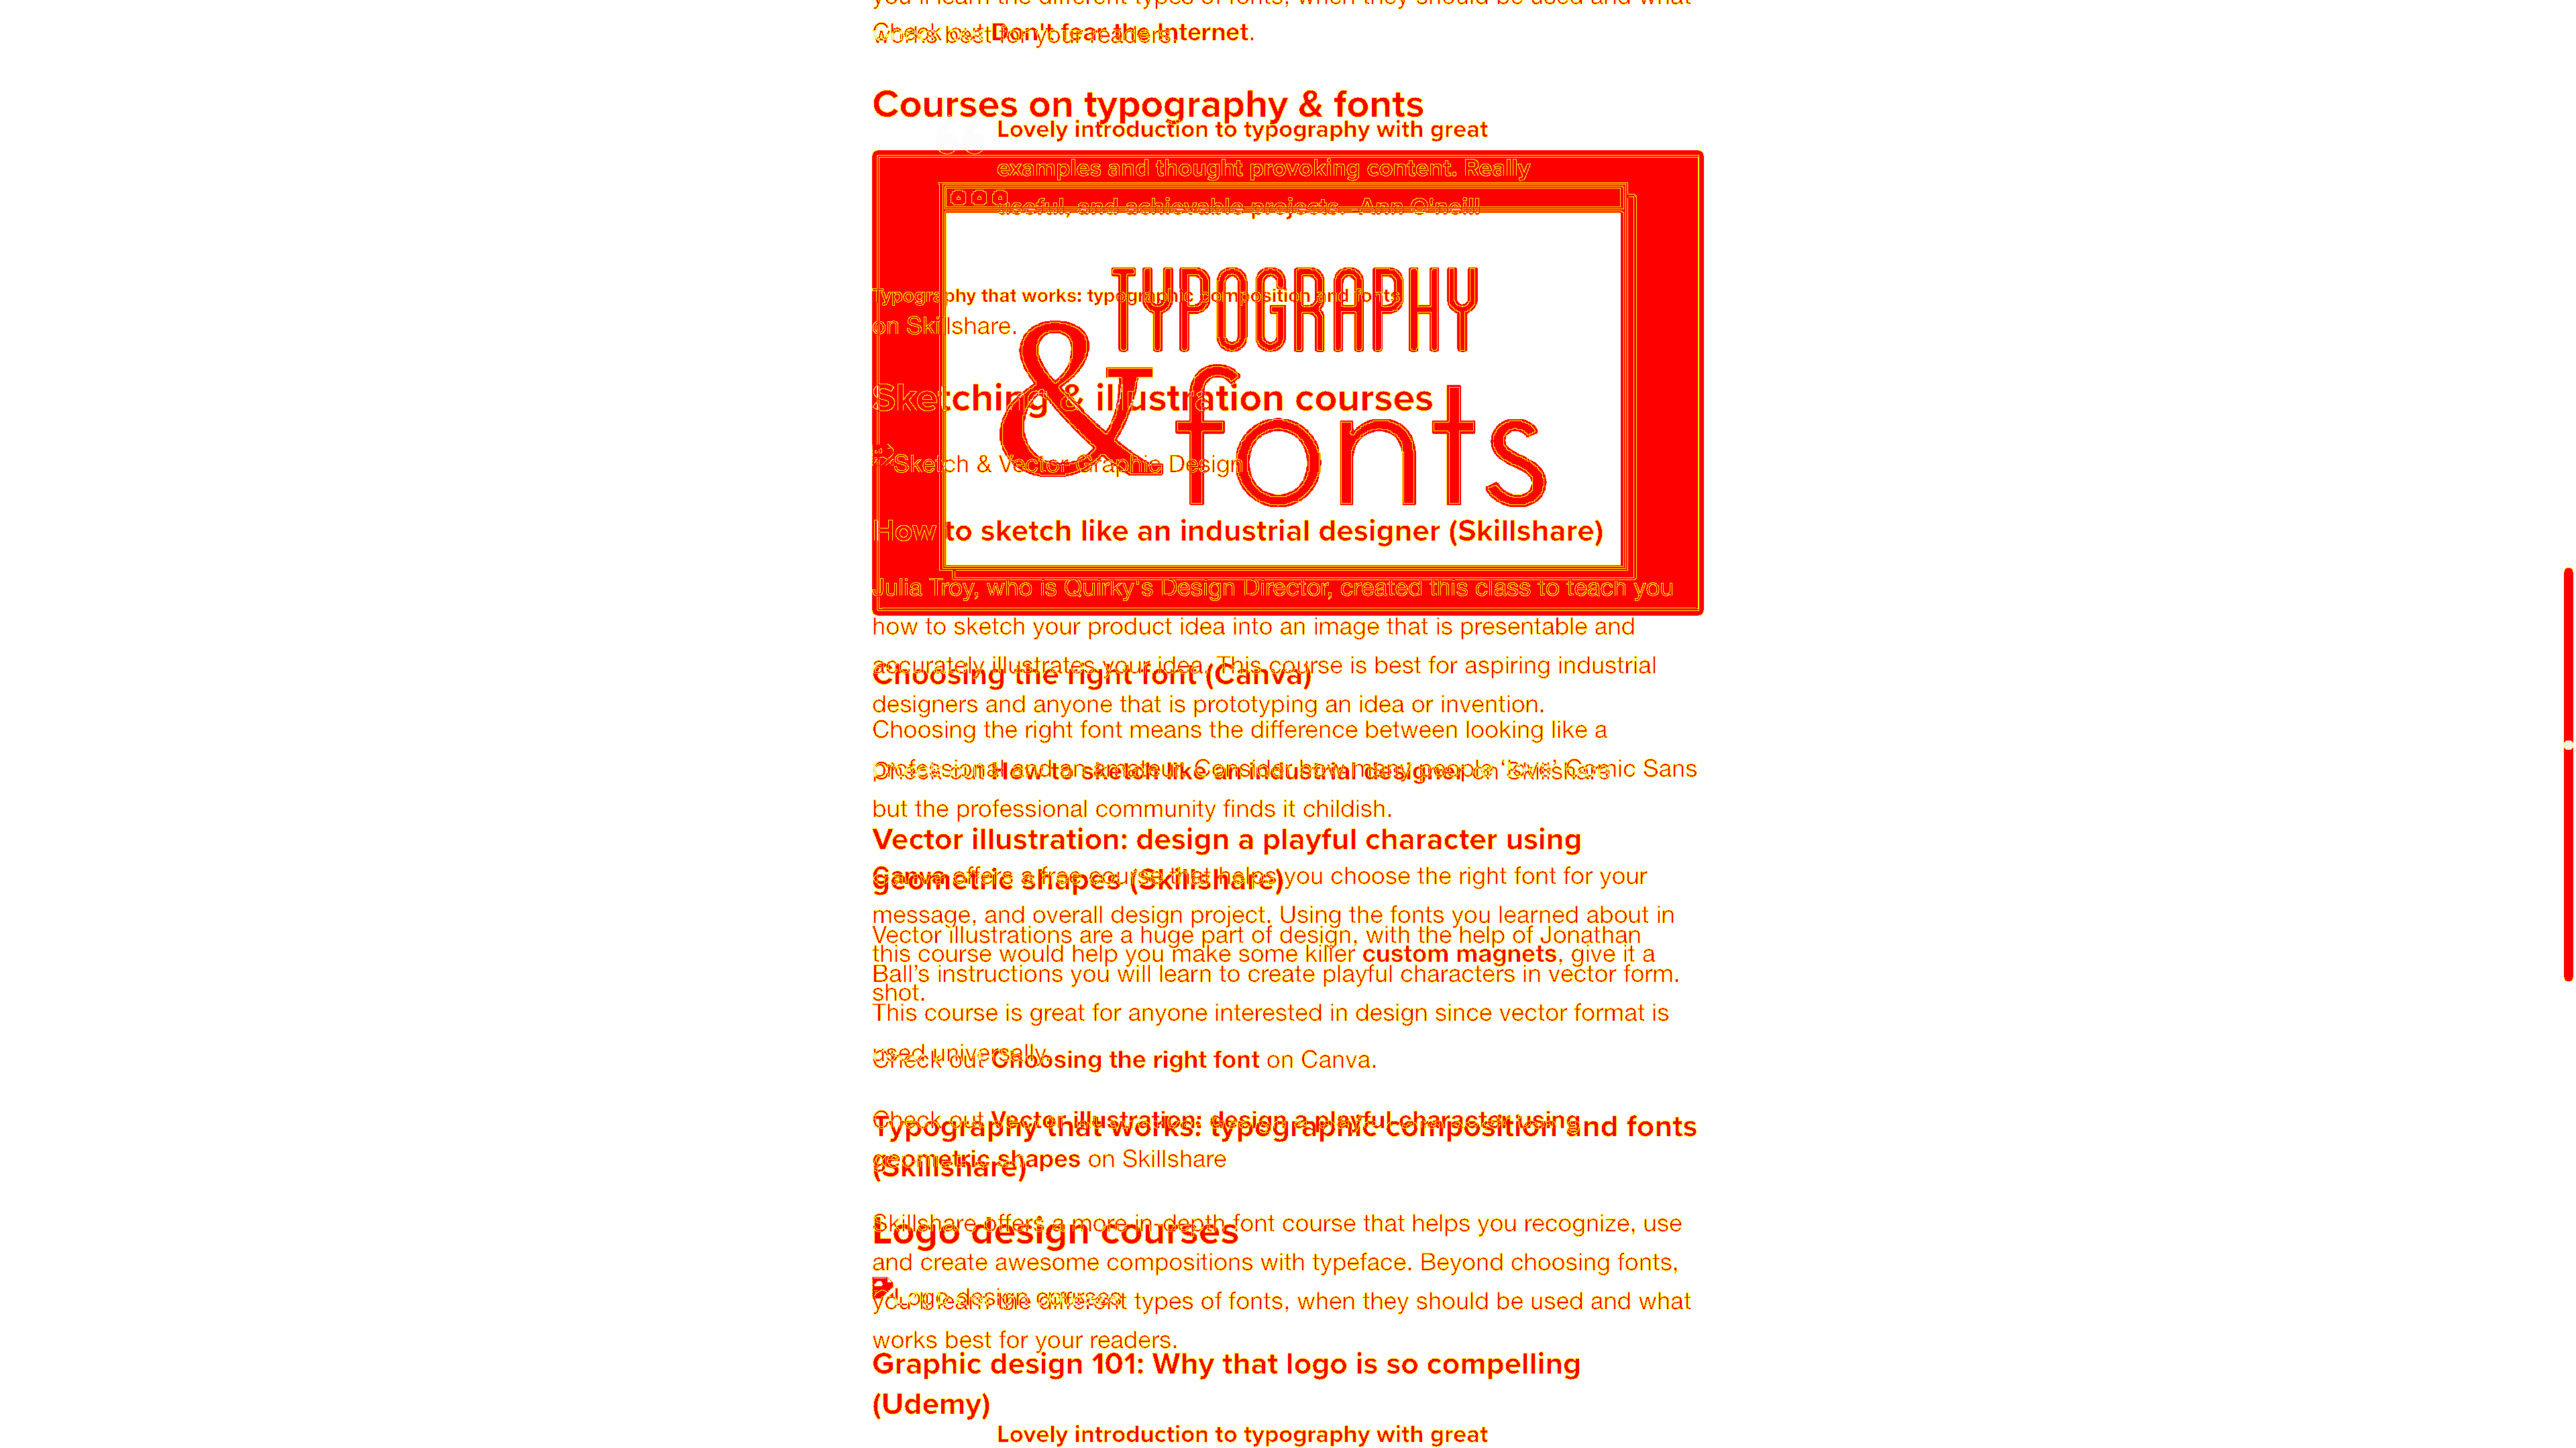 you'll learn the different types of fonts, when they should be used and what
Check out Don't fear the Internet.
works best for your readers.
Courses on typography & fonts
Lovely introduction to typography with great
examples and thought provoking content. Really
useful, and achievable projects. -Ann O'neill
TYPOGRAPHY
& fonts
Typography that works: typographic composition and fonts
on Skillshare.
Sketching & illustration courses
Sketch & Vector Graphic Design
How to sketch like an industrial designer (Skillshare)
Julia Troy, who is Quirky's Design Director, created this class to teach you
how to sketch your product idea into an image that is presentable and
accurately illustrates your idea. This course is best for aspiring industrial
Choosing the right font (Canva)
designers and anyone that is prototyping an idea or invention.
Choosing the right font means the difference between looking like a
professional and an amateur. Consider how many people ‘love’ Comic Sans
Check out How to sketch like an industrial designer on Skillshare
but the professional community finds it childish.
Vector illustration: design a playful character using
Canva offers a free course that helps you choose the right font for your
geometric shapes (Skillshare)
message, and overall design project. Using the fonts you learned about in
Vector illustrations are a huge part of design, with the help of Jonathan
this course would help you make some killer custom magnets, give it a
Ball’s instructions you will learn to create playful characters in vector form.
shot.
This course is great for anyone interested in design since vector format is
used universally.
Check out Choosing the right font on Canva.
Check out Vector illustration: design a playful character using
Typography that works: typographic composition and fonts
geometric shapes on Skillshare
(Skillshare)
Skillshare offers a more in-depth font course that helps you recognize, use
Logo design courses
and create awesome compositions with typeface. Beyond choosing fonts,
Logo design courses
you'll learn the different types of fonts, when they should be used and what
works best for your readers.
Graphic design 101: Why that logo is so compelling
(Udemy)
Lovely introduction to typography with great